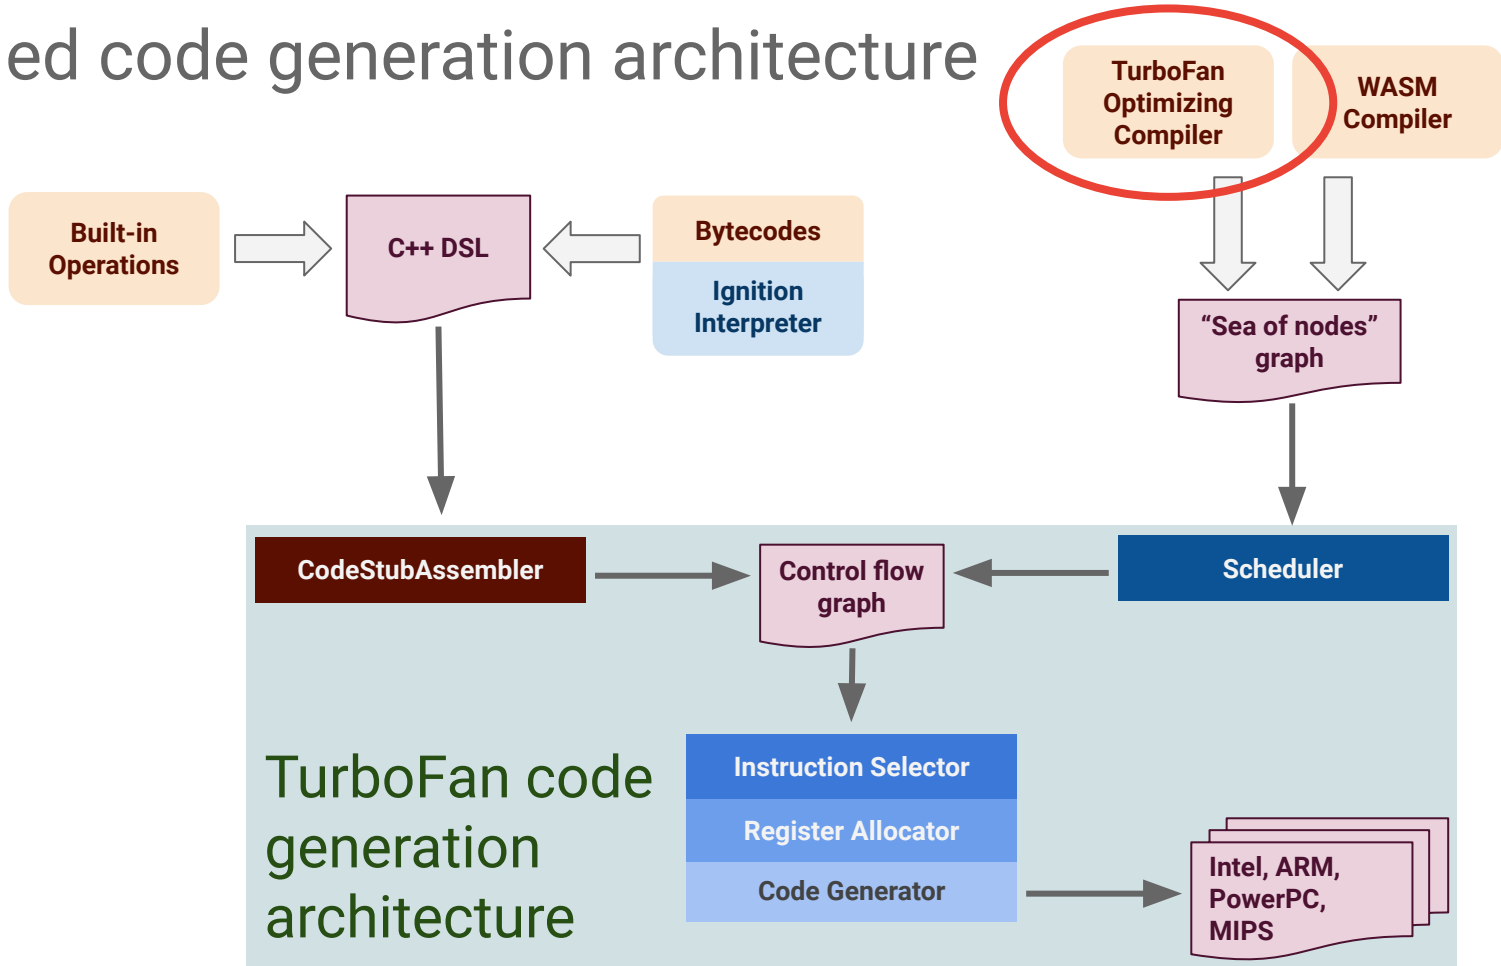 ed code generation architecture
TurboFan
Optimizing
Compiler
WASM
Compiler
Built-in
Operations
C++ DSL
Bytecodes
Ignition
Interpreter
“Sea of nodes”
graph
CodeStubAssembler
Control flow
graph
Scheduler
TurboFan code
generation
architecture
Instruction Selector
Register Allocator
Code Generator
Intel, ARM,
PowerPC,
MIPS